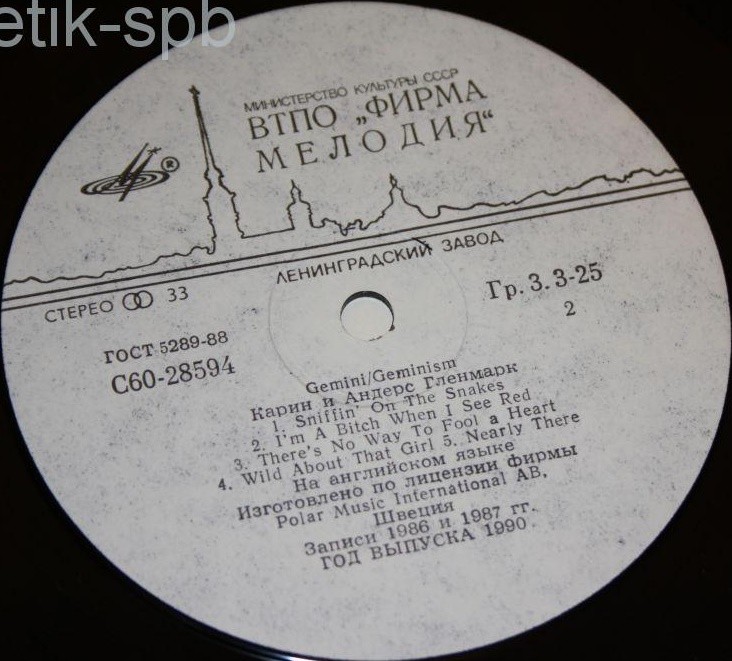 etik-spb
МИНИСТЕРСТВО КУЛЬТУРЫ СССР
ВТПО „ФИРМА
МЕЛОДИЯ“
®
ЛЕНИНГРАДСКИЙ ЗАВОД
СТЕРЕО 33
Гр. 3. 3-25
ГОСТ 5289-88
2
С60-28594
Gemini/Geminism
Карин и Андерс Гленмарк
1. Sniffin' On The Snakes
2. I'm A Bitch When I See Red
3. There's No Way To Fool a Heart
4. Wild About That Girl 5. Nearly There
На английском языке
Изготовлено по лицензии фирмы
Polar Music International AB,
Швеция
Записи 1986 и 1987 гг.
ГОД ВЫПУСКА 1990